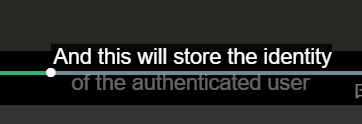 And this will store the identity
of the authenticated user